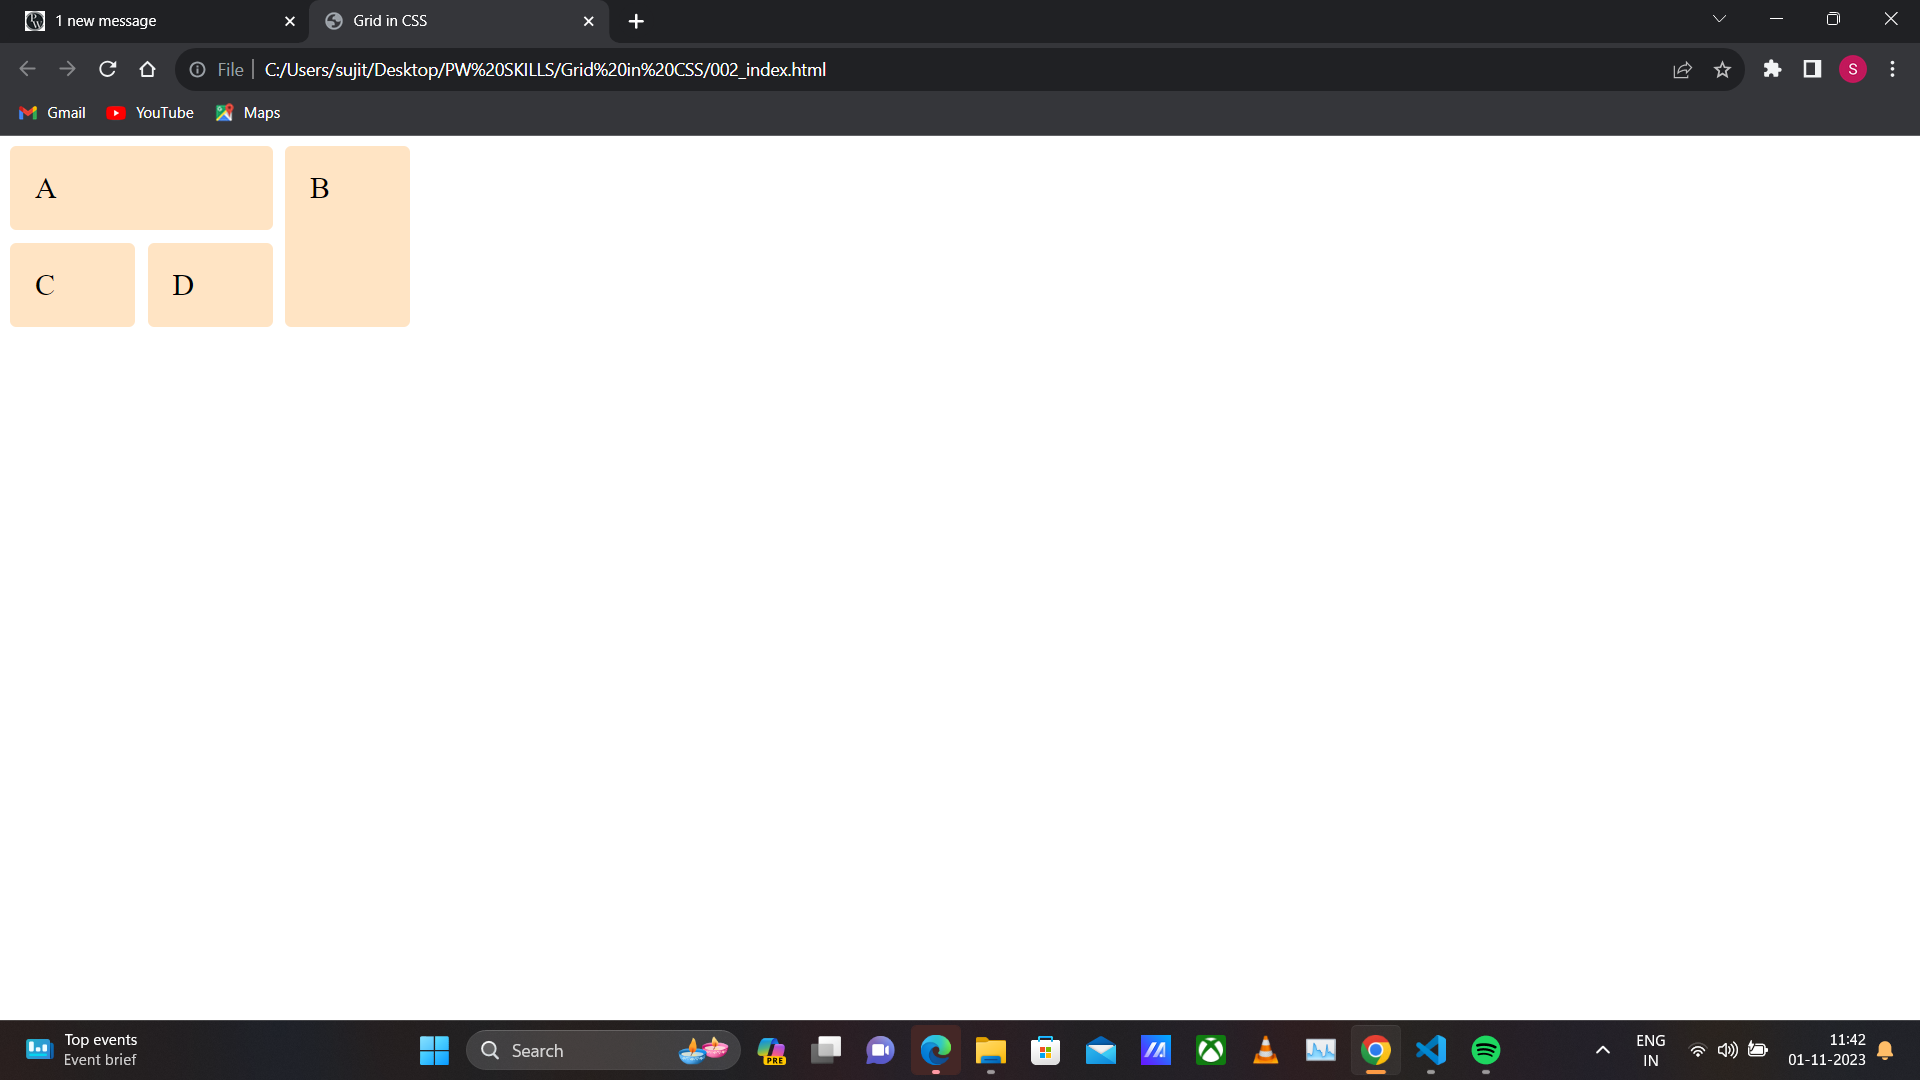 1 new message
Grid in CSS
File
C:/Users/sujit/Desktop/PW%20SKILLS/Grid%20in%20CSS/002_index.html
S
Gmail
YouTube
Maps
A
B
C
D
Top events
Event brief
Search
PRE
ENG
IN
11:42
01-11-2023